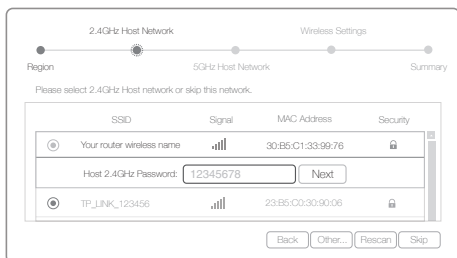 2.4GHz Host Network Wireless Settings
Region 5GHz Host Network Summary
Please select 2.4GHz Host network or skip this network.
SSID Signal MAC Address Security
Your router wireless name 30:B5:C1:33:99:76
Host 2.4GHz Password: 12345678 Next
TP_LINK_123456 23:B5:C0:30:90:06
Back Other... Rescan Skip